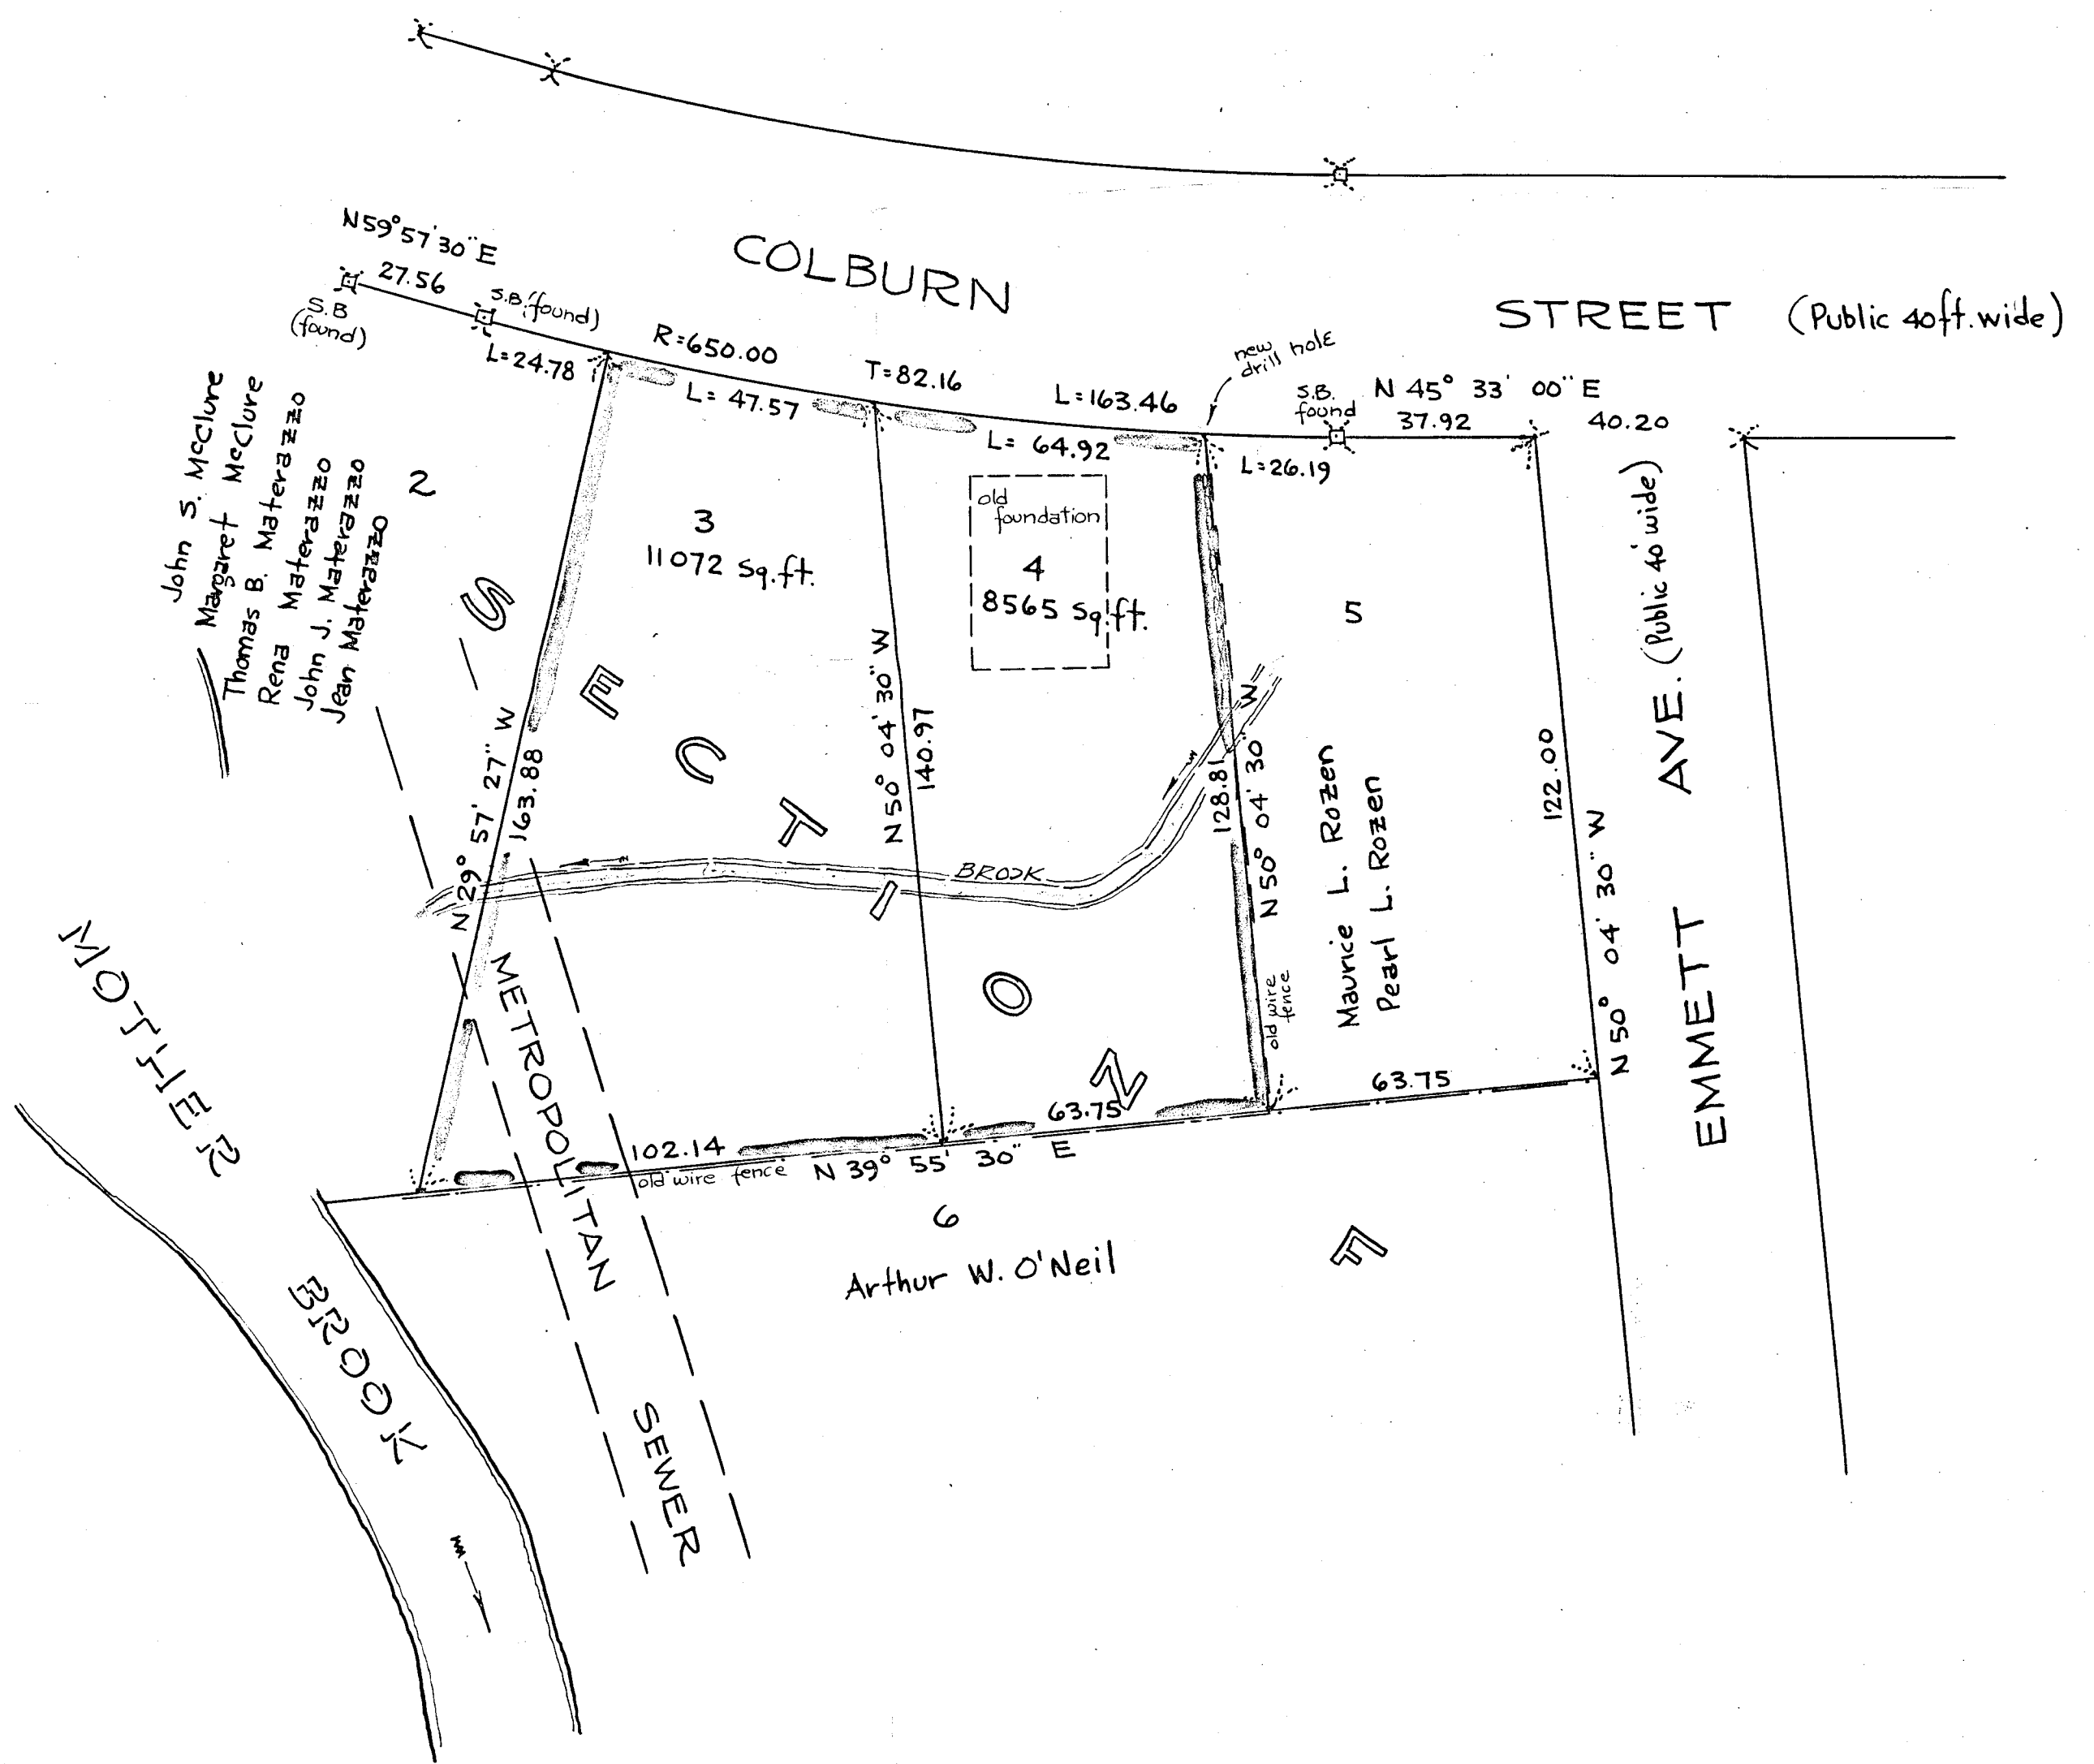 N59°57'30"E
27.56
S.B
(found)
S.B. (found)
COLBURN
STREET (Public 40ft. wide)
L=24.78
R=650.00
T=82.16
L=163.46
L= 47.57
L= 64.92
new
drill hole
S.B.
found
N 45° 33' 00" E
37.92
40.20
L=26.19
John S. McClure
Margaret McClure
Thomas B. Materazzo
Rena Materazzo
John J. Materazzo
Jean Materazzo
2
3
11072 Sq.ft.
old
foundation
4
8565 Sq.ft.
5
SECTION F
N 29° 57' 27" W
163.88
N 50° 04' 30" W
140.97
128.81
N 50° 04' 30" W
old wire
fence
Maurice L. Rozen
Pearl L. Rozen
122.00
N 50° 04' 30" W
EMMETT AVE. (Public 40' wide)
BROOK
METROPOLITAN
SEWER
MOTHER
BROOK
102.14
63.75
63.75
old wire fence
N 39° 55' 30" E
6
Arthur W. O'Neil